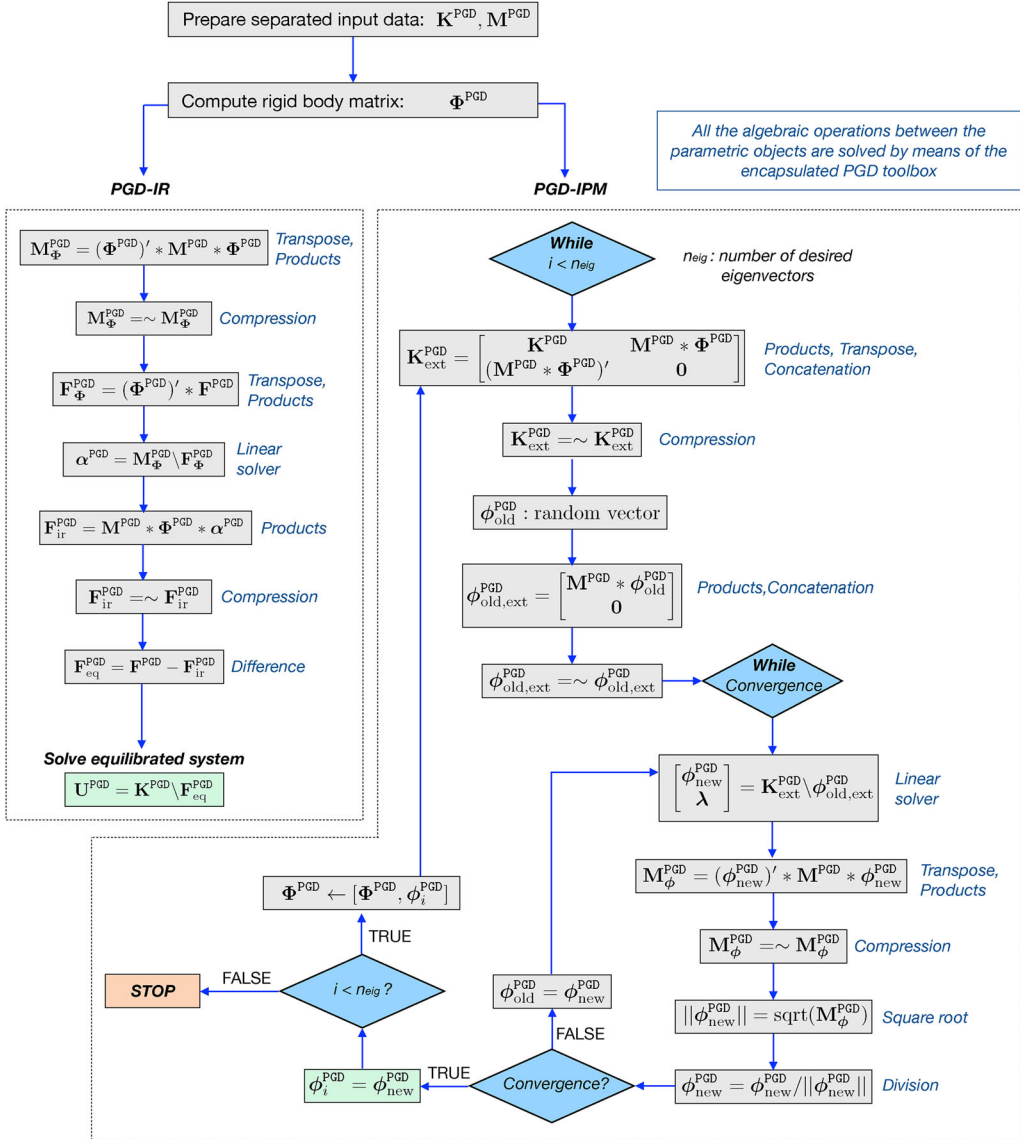 Prepare separated input data: K^PGD, M^PGD
Compute rigid body matrix: Φ^PGD
All the algebraic operations between the
parametric objects are solved by means of the
encapsulated PGD toolbox
PGD-IR
M_Φ^PGD = (Φ^PGD)′ * M^PGD * Φ^PGD
Transpose,
Products
M_Φ^PGD =∼ M_Φ^PGD
Compression
F_Φ^PGD = (Φ^PGD)′ * F^PGD
Transpose,
Products
α^PGD = M_Φ^PGD\F_Φ^PGD
Linear
solver
F_ir^PGD = M^PGD * Φ^PGD * α^PGD
Products
F_ir^PGD =∼ F_ir^PGD
Compression
F_eq^PGD = F^PGD − F_ir^PGD
Difference
Solve equilibrated system
U^PGD = K^PGD\F_eq^PGD
PGD-IPM
While
i < n_eig
n_eig : number of desired
eigenvectors
K_ext^PGD = [K^PGD M^PGD * Φ^PGD
(M^PGD * Φ^PGD)′ 0]
Products, Transpose,
Concatenation
K_ext^PGD =∼ K_ext^PGD
Compression
ϕ_old^PGD : random vector
ϕ_old,ext^PGD = [M^PGD * ϕ_old^PGD
0]
Products,Concatenation
ϕ_old,ext^PGD =∼ ϕ_old,ext^PGD
While
Convergence
[ϕ_new^PGD
λ] = K_ext^PGD\ϕ_old,ext^PGD
Linear
solver
M_ϕ^PGD = (ϕ_new^PGD)′ * M^PGD * ϕ_new^PGD
Transpose,
Products
M_ϕ^PGD =∼ M_ϕ^PGD
Compression
||ϕ_new^PGD|| = sqrt(M_ϕ^PGD)
Square root
ϕ_new^PGD = ϕ_new^PGD/||ϕ_new^PGD||
Division
Convergence?
FALSE
ϕ_old^PGD = ϕ_new^PGD
TRUE
ϕ_i^PGD = ϕ_new^PGD
i < n_eig ?
FALSE
STOP
TRUE
Φ^PGD ← [Φ^PGD, ϕ_i^PGD]